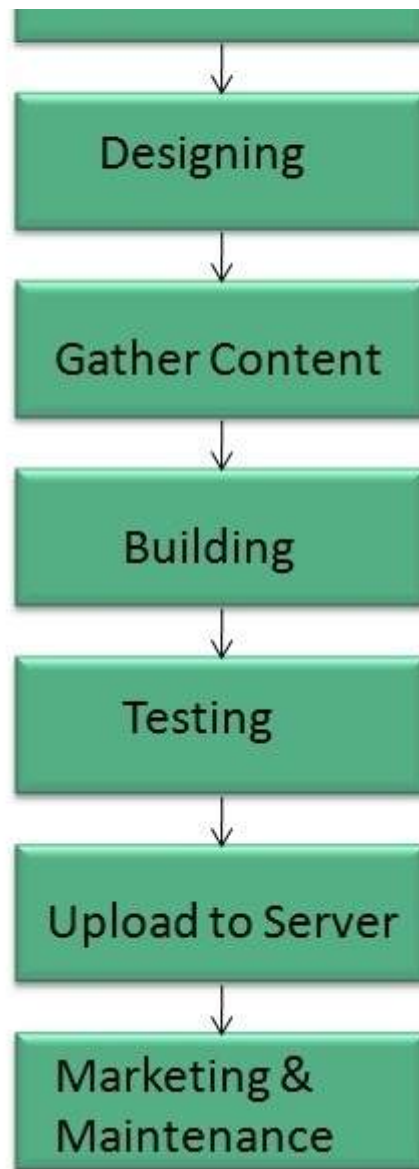 Designing
Gather Content
Building
Testing
Upload to Server
Marketing &
Maintenance